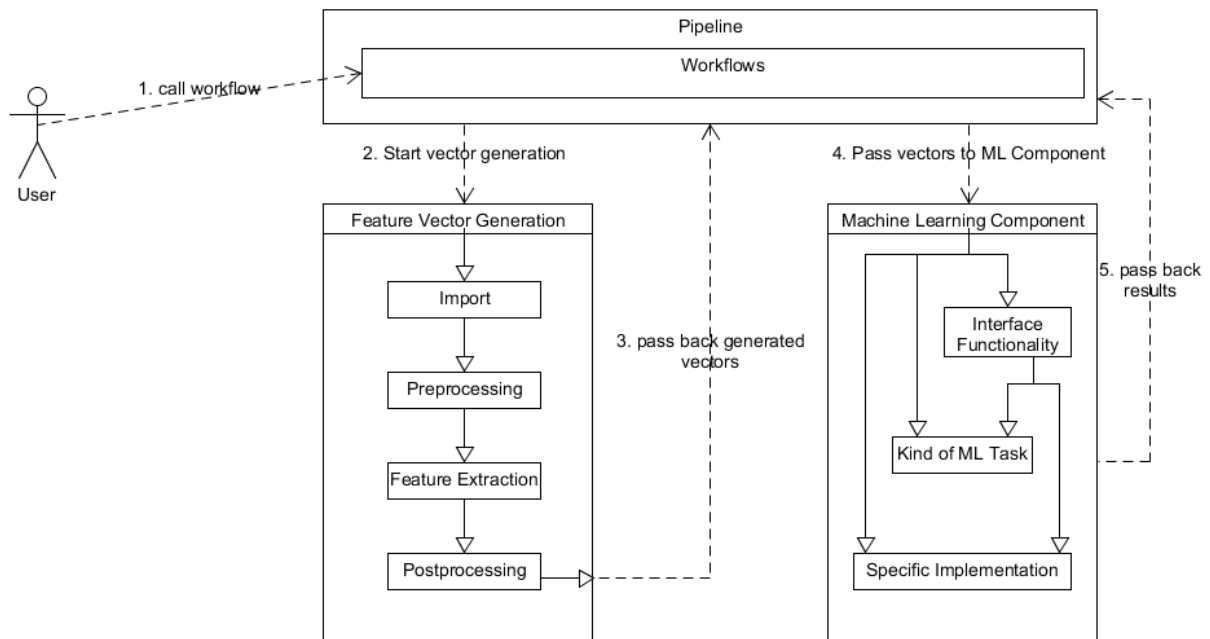 Pipeline
Workflows
1. call workflow
User
2. Start vector generation
4. Pass vectors to ML Component
Feature Vector Generation
Import
Preprocessing
Feature Extraction
Postprocessing
3. pass back generated
vectors
Machine Learning Component
Interface
Functionality
Kind of ML Task
Specific Implementation
5. pass back
results